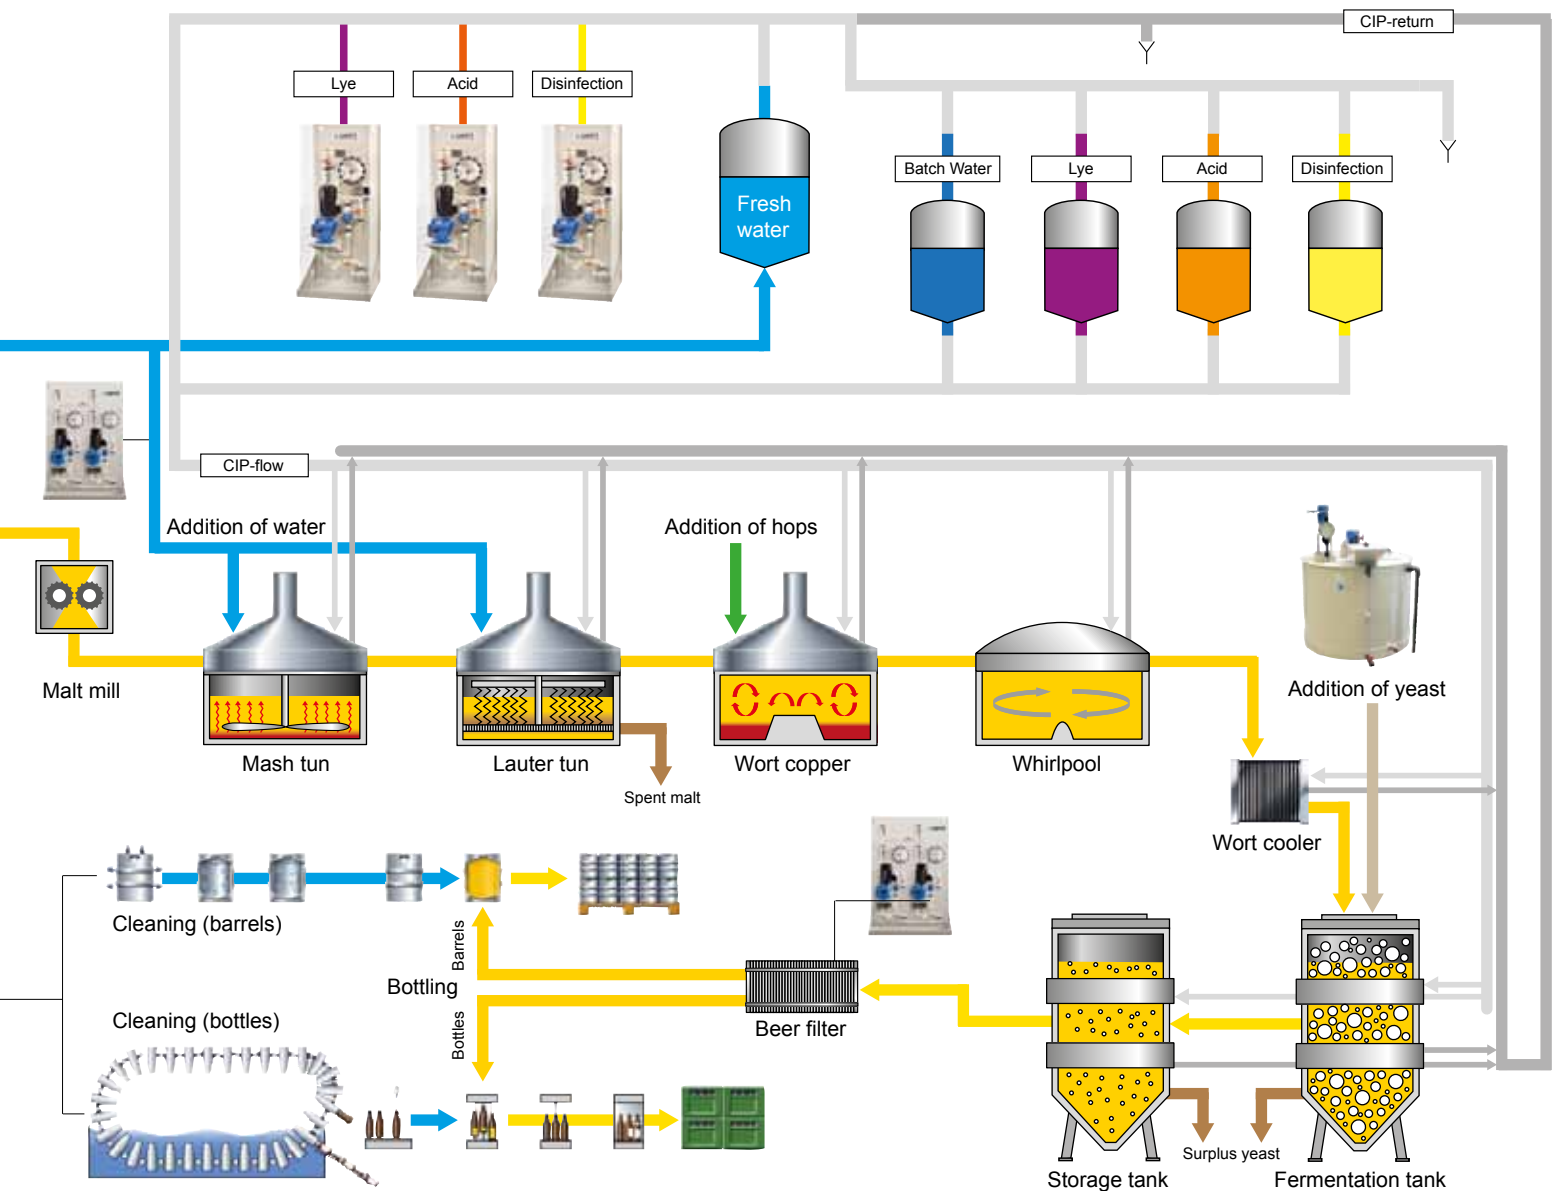 CIP-return
Lye
Acid
Disinfection
Batch Water
Lye
Acid
Disinfection
Fresh
water
CIP-flow
Addition of water
Addition of hops
Malt mill
Mash tun
Lauter tun
Wort copper
Whirlpool
Addition of yeast
Spent malt
Wort cooler
Cleaning (barrels)
Barrels
Bottling
Bottles
Cleaning (bottles)
Beer filter
Surplus yeast
Storage tank
Fermentation tank